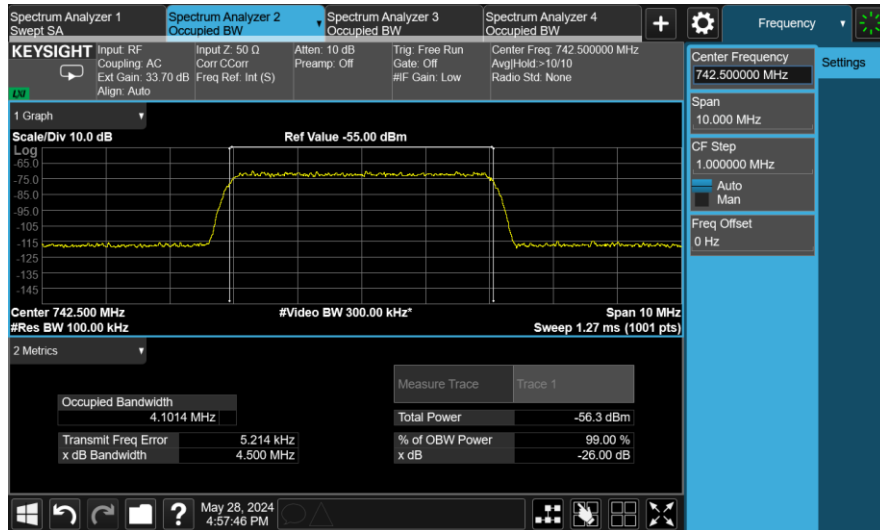 Spectrum Analyzer 1
Swept SA
Spectrum Analyzer 2
Occupied BW
Spectrum Analyzer 3
Occupied BW
Spectrum Analyzer 4
Occupied BW
Frequency
KEYSIGHT
LXI
Input: RF
Coupling: AC
Ext Gain: 33.70 dB
Align: Auto
Input Z: 50 Ω
Corr CCorr
Freq Ref: Int (S)
Atten: 10 dB
Preamp: Off
Trig: Free Run
Gate: Off
#IF Gain: Low
Center Freq: 742.500000 MHz
Avg|Hold:>10/10
Radio Std: None
Center Frequency
742.500000 MHz
Settings
Span
10.000 MHz
CF Step
1.000000 MHz
Auto
Man
Freq Offset
0 Hz
1 Graph
Scale/Div 10.0 dB
Ref Value -55.00 dBm
Log
-65.0
-75.0
-85.0
-95.0
-105
-115
-125
-135
-145
Center 742.500 MHz
#Video BW 300.00 kHz*
Span 10 MHz
#Res BW 100.00 kHz
Sweep 1.27 ms (1001 pts)
2 Metrics
Measure Trace
Trace 1
Occupied Bandwidth
4.1014 MHz
Total Power
-56.3 dBm
Transmit Freq Error
5.214 kHz
% of OBW Power
99.00 %
x dB Bandwidth
4.500 MHz
x dB
-26.00 dB
?
May 28, 2024
4:57:46 PM